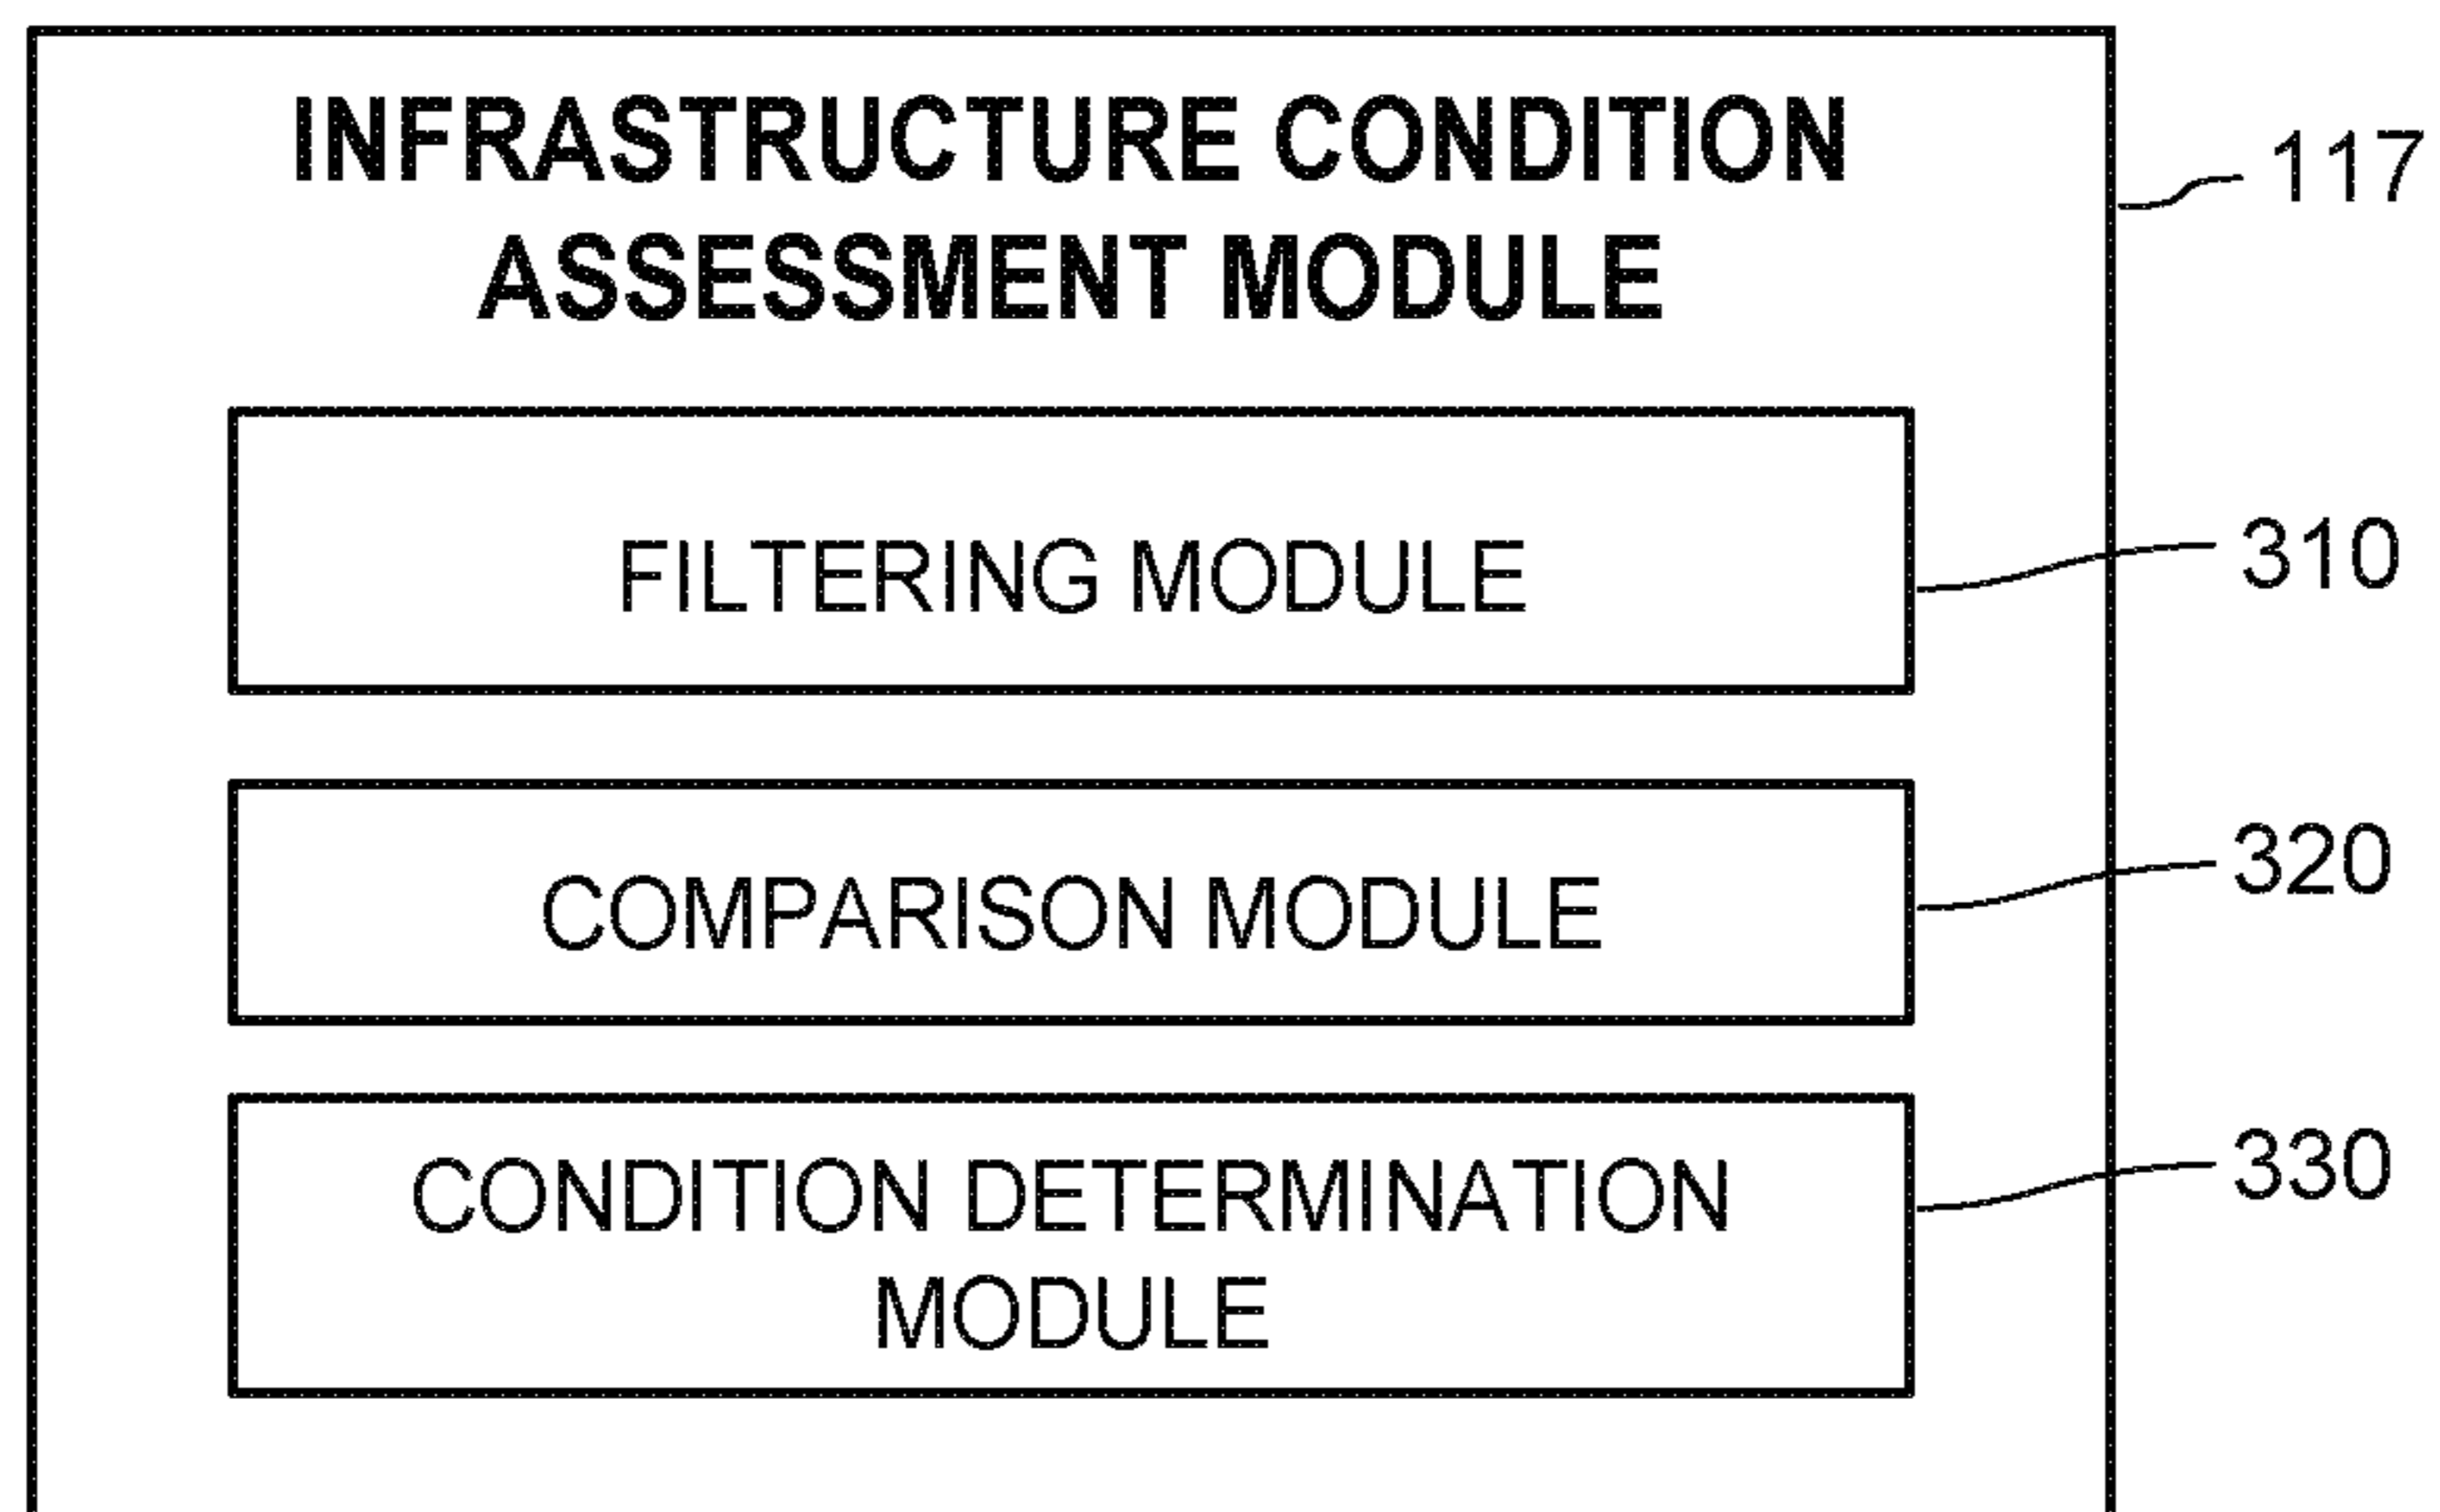 INFRASTRUCTURE CONDITION
ASSESSMENT MODULE
117
FILTERING MODULE
310
COMPARISON MODULE
320
CONDITION DETERMINATION
MODULE
330